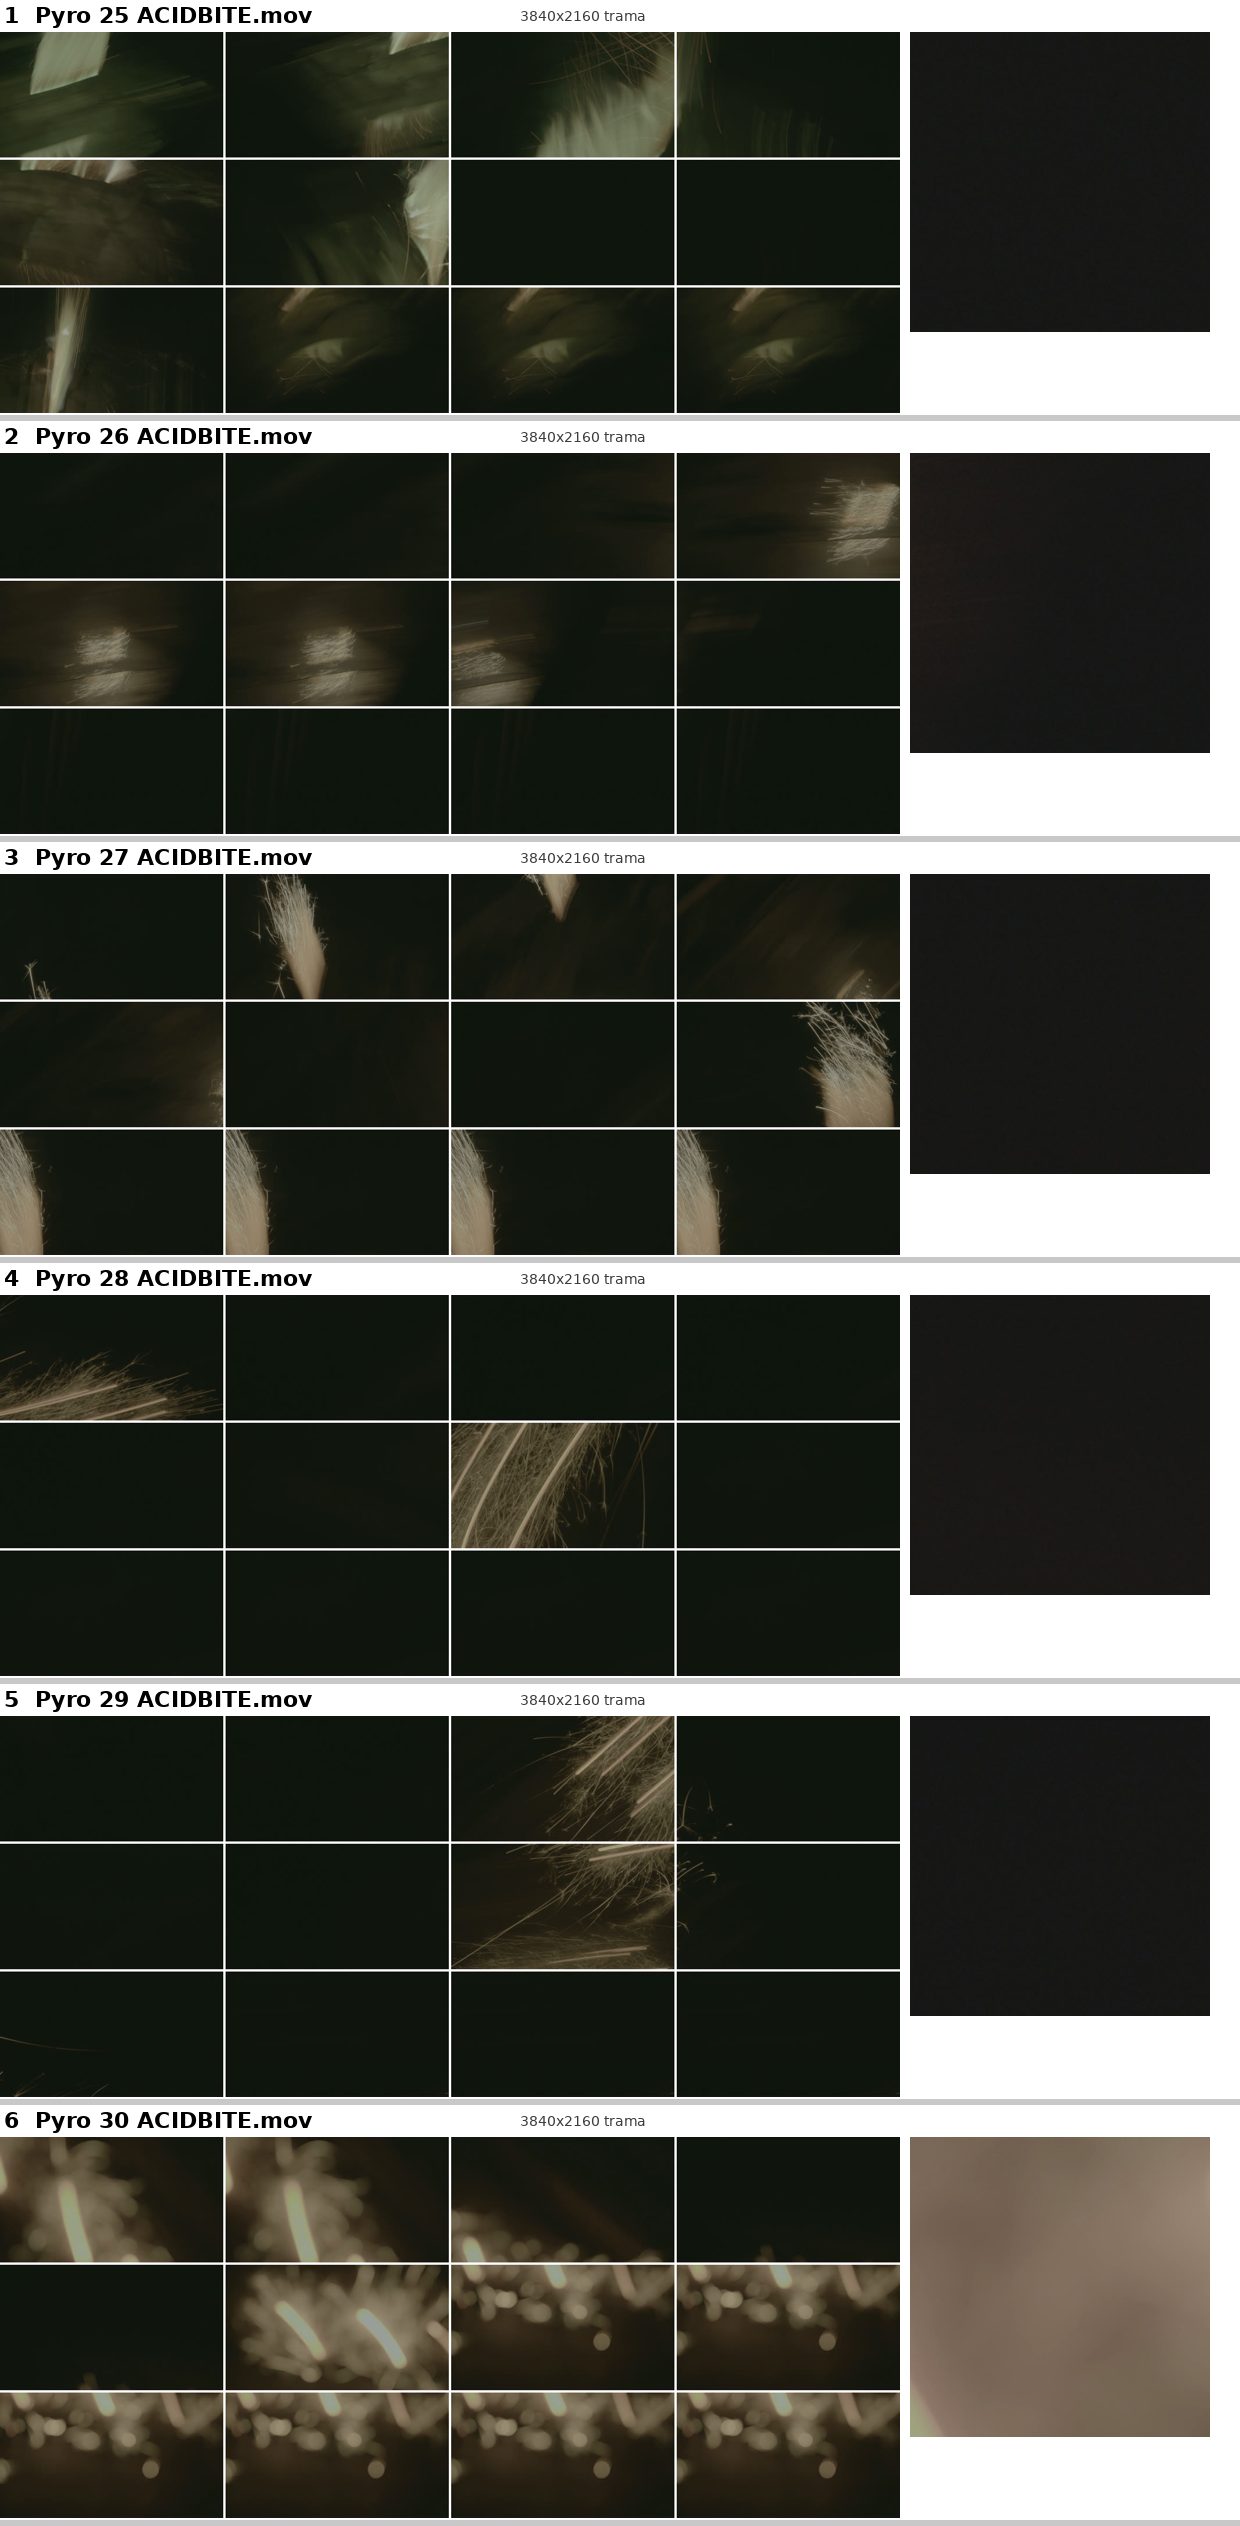 1 Pyro 25 ACIDBITE.mov 3840x2160 trama
2 Pyro 26 ACIDBITE.mov 3840x2160 trama
3 Pyro 27 ACIDBITE.mov 3840x2160 trama
4 Pyro 28 ACIDBITE.mov 3840x2160 trama
5 Pyro 29 ACIDBITE.mov 3840x2160 trama
6 Pyro 30 ACIDBITE.mov 3840x2160 trama